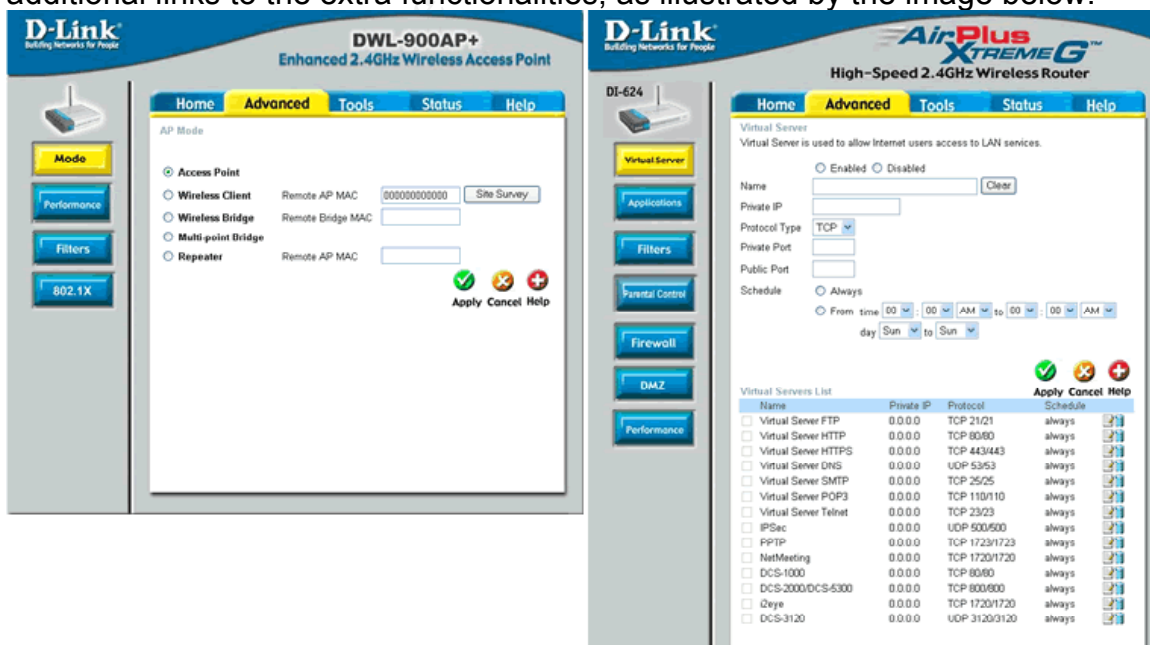 additional links to the extra functionalities, as illustrated by the image below.
D-Link
Building Networks for People
DWL-900AP+
Enhanced 2.4GHz Wireless Access Point
Home Advanced Tools Status Help
Mode
Performance
Filters
802.1X
AP Mode
Access Point
Wireless Client Remote AP MAC 000000000000 Site Survey
Wireless Bridge Remote Bridge MAC
Multi-point Bridge
Repeater Remote AP MAC
Apply Cancel Help
D-Link
Building Networks for People
AirPlus
XTREME G™
High-Speed 2.4GHz Wireless Router
DI-624
Home Advanced Tools Status Help
Virtual Server
Applications
Filters
Parental Control
Firewall
DMZ
Performance
Virtual Server
Virtual Server is used to allow Internet users access to LAN services.
Enabled Disabled
Name Clear
Private IP
Protocol Type TCP
Private Port
Public Port
Schedule Always
From time 00 : 00 AM to 00 : 00 AM
day Sun to Sun
Apply Cancel Help
Virtual Servers List
Name Private IP Protocol Schedule
Virtual Server FTP 0.0.0.0 TCP 21/21 always
Virtual Server HTTP 0.0.0.0 TCP 80/80 always
Virtual Server HTTPS 0.0.0.0 TCP 443/443 always
Virtual Server DNS 0.0.0.0 UDP 53/53 always
Virtual Server SMTP 0.0.0.0 TCP 25/25 always
Virtual Server POP3 0.0.0.0 TCP 110/110 always
Virtual Server Telnet 0.0.0.0 TCP 23/23 always
IPSec 0.0.0.0 UDP 500/500 always
PPTP 0.0.0.0 TCP 1723/1723 always
NetMeeting 0.0.0.0 TCP 1720/1720 always
DCS-1000 0.0.0.0 TCP 80/80 always
DCS-2000/DCS-5300 0.0.0.0 TCP 800/800 always
i2eye 0.0.0.0 TCP 1720/1720 always
DCS-3120 0.0.0.0 UDP 3120/3120 always